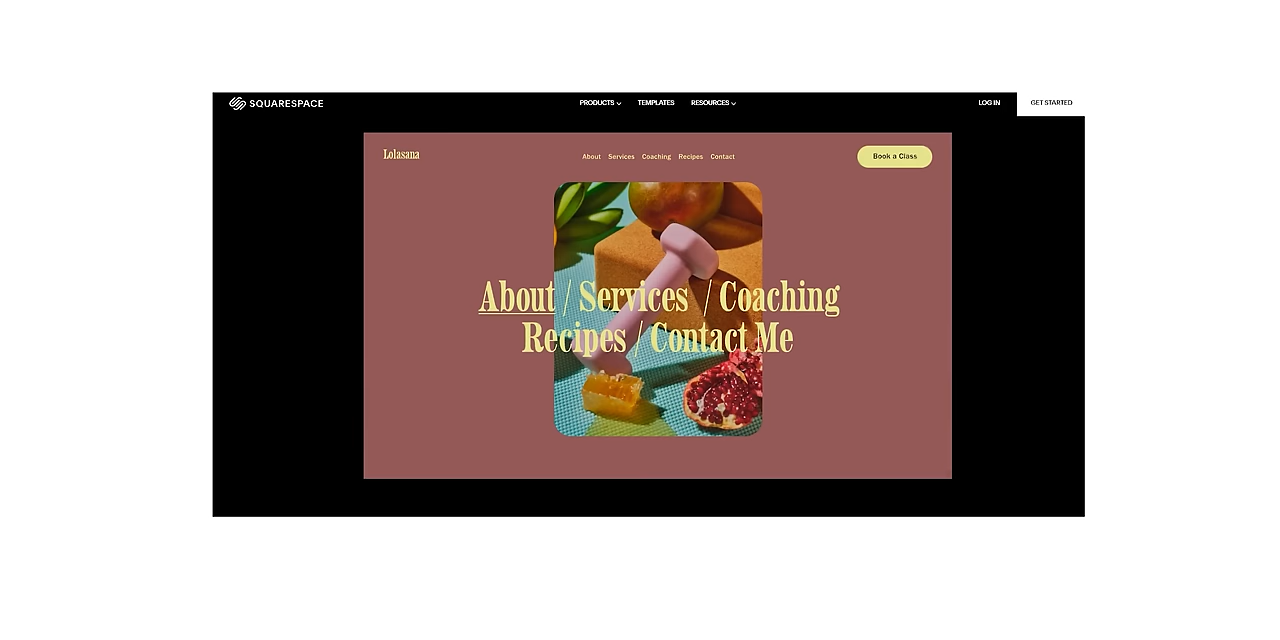 SQUARESPACE PRODUCTS TEMPLATES RESOURCES LOG IN GET STARTED
Lolasana About Services Coaching Recipes Contact Book a Class
About / Services / Coaching
Recipes / Contact Me